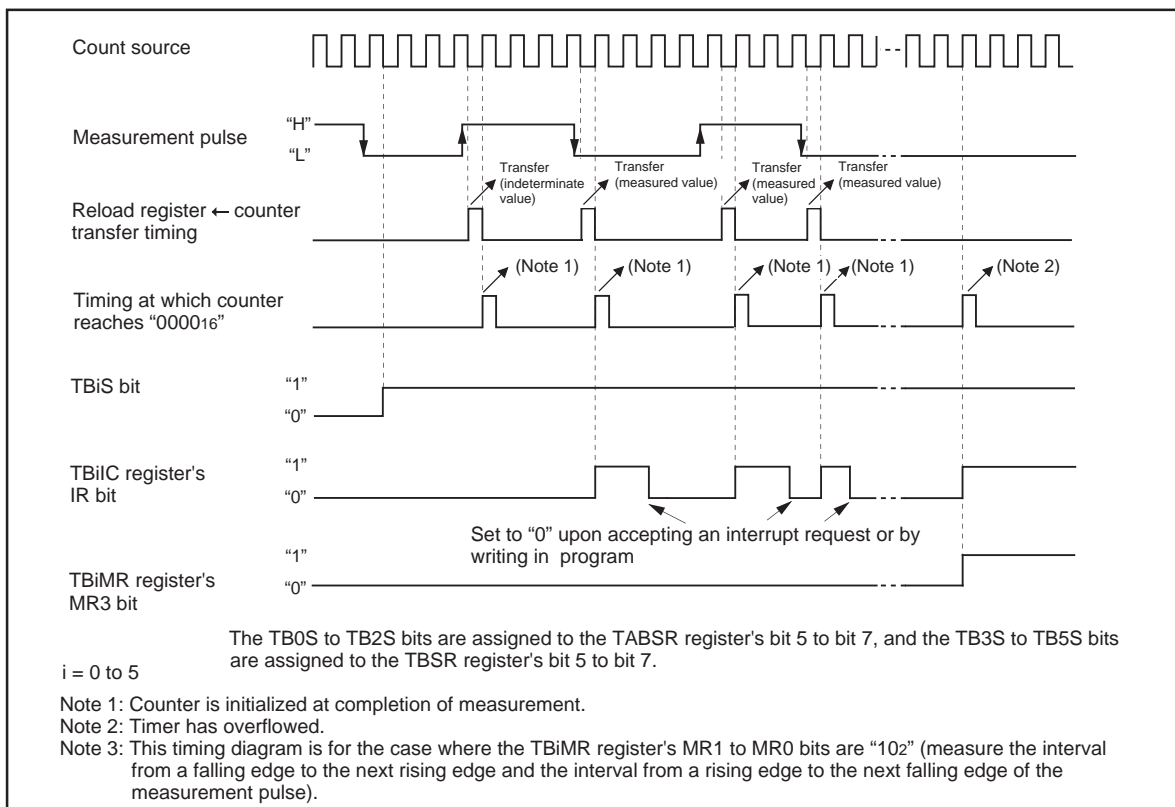 Count source
Measurement pulse
“H”
“L”
Transfer
(indeterminate
value)
Transfer
(measured value)
Transfer
(measured
value)
Transfer
(measured value)
Reload register ← counter
transfer timing
(Note 1)
(Note 1)
(Note 1)
(Note 1)
(Note 2)
Timing at which counter
reaches “000016”
TBiS bit
“1”
“0”
TBiIC register's
IR bit
“1”
“0”
Set to “0” upon accepting an interrupt request or by
writing in program
TBiMR register's
MR3 bit
“1”
“0”
The TB0S to TB2S bits are assigned to the TABSR register's bit 5 to bit 7, and the TB3S to TB5S bits
are assigned to the TBSR register's bit 5 to bit 7.
i = 0 to 5
Note 1: Counter is initialized at completion of measurement.
Note 2: Timer has overflowed.
Note 3: This timing diagram is for the case where the TBiMR register's MR1 to MR0 bits are “102” (measure the interval
from a falling edge to the next rising edge and the interval from a rising edge to the next falling edge of the
measurement pulse).